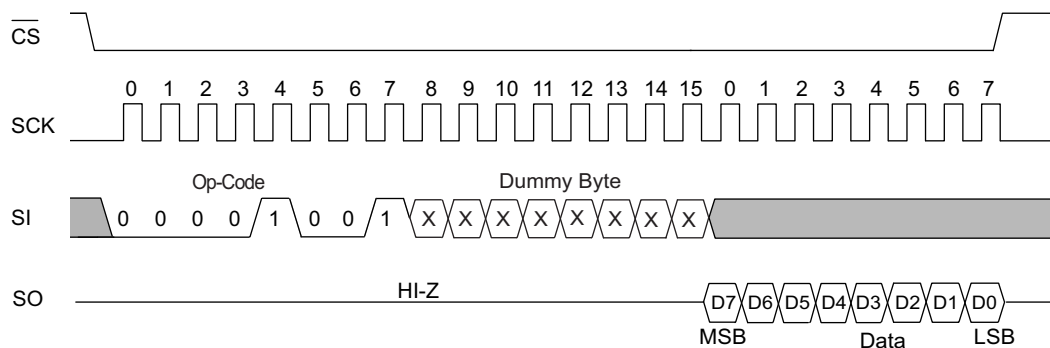 CS
0 1 2 3 4 5 6 7 8 9 10 11 12 13 14 15 0 1 2 3 4 5 6 7
SCK
Op-Code Dummy Byte
SI 0 0 0 0 1 0 0 1 X X X X X X X X
HI-Z
SO D7 D6 D5 D4 D3 D2 D1 D0
MSB Data LSB